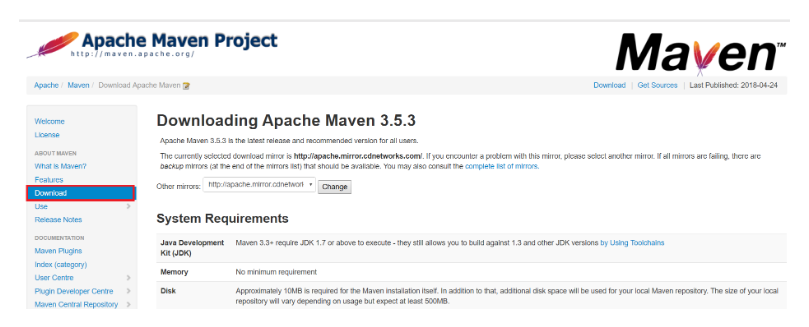 Apache Maven Project
http://maven.apache.org/
Maven™
Apache / Maven / Download Apache Maven
Download | Get Sources | Last Published: 2018-04-24
Welcome
License
ABOUT MAVEN
What is Maven?
Features
Download
Use
Release Notes
DOCUMENTATION
Maven Plugins
Index (category)
User Centre
Plugin Developer Centre
Maven Central Repository
Downloading Apache Maven 3.5.3
Apache Maven 3.5.3 is the latest release and recommended version for all users.
The currently selected download mirror is http://apache.mirror.cdnetworks.com/. If you encounter a problem with this mirror, please select another mirror. If all mirrors are failing, there are
backup mirrors (at the end of the mirrors list) that should be available. You may also consult the complete list of mirrors.
Other mirrors: http://apache.mirror.cdnetworl Change
System Requirements
Java Development Kit (JDK) Maven 3.3+ require JDK 1.7 or above to execute - they still allows you to build against 1.3 and other JDK versions by Using Toolchains
Memory No minimum requirement
Disk Approximately 10MB is required for the Maven installation itself. In addition to that, additional disk space will be used for your local Maven repository. The size of your local
repository will vary depending on usage but expect at least 500MB.